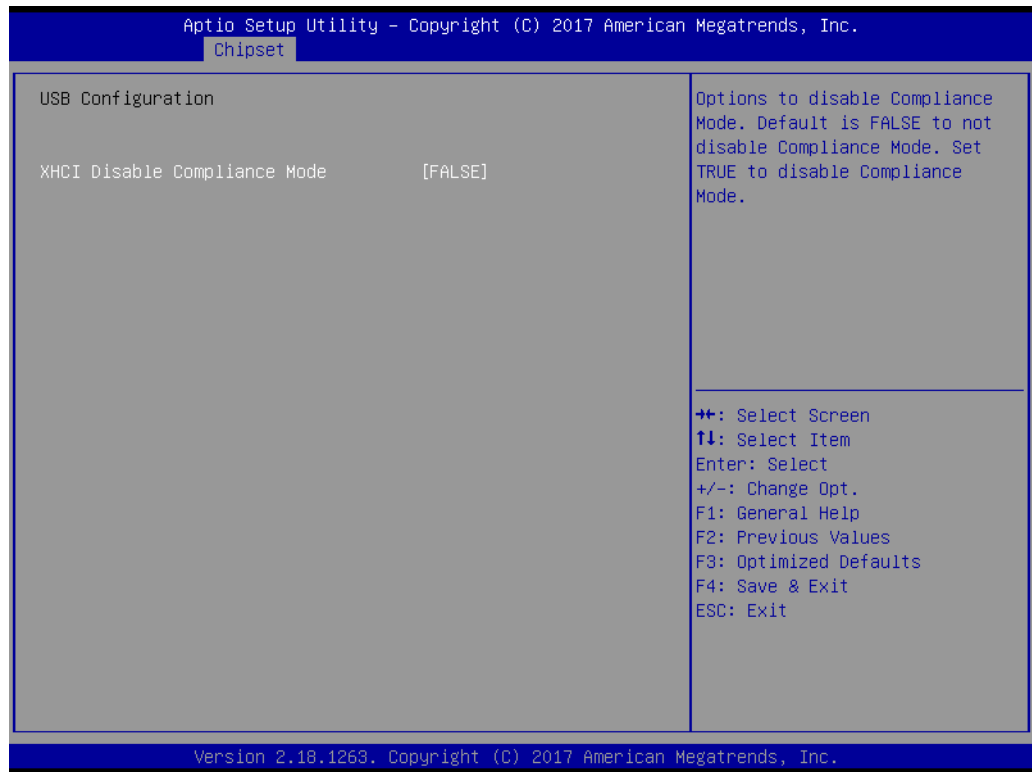 Aptio Setup Utility – Copyright (C) 2017 American Megatrends, Inc.
Chipset
USB Configuration
XHCI Disable Compliance Mode [FALSE]
Options to disable Compliance
Mode. Default is FALSE to not
disable Compliance Mode. Set
TRUE to disable Compliance
Mode.
→←: Select Screen
↑↓: Select Item
Enter: Select
+/-: Change Opt.
F1: General Help
F2: Previous Values
F3: Optimized Defaults
F4: Save & Exit
ESC: Exit
Version 2.18.1263. Copyright (C) 2017 American Megatrends, Inc.